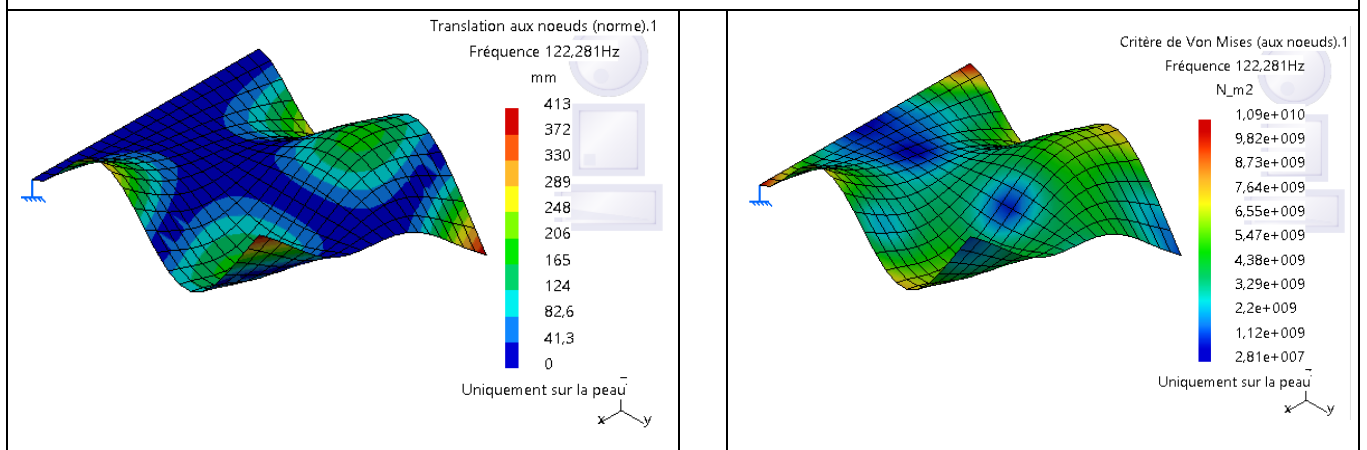 Translation aux noeuds (norme).1
Fréquence 122,281Hz
mm
413
372
330
289
248
206
165
124
82,6
41,3
0
Uniquement sur la peau
x
y
Critère de Von Mises (aux noeuds).1
Fréquence 122,281Hz
N_m2
1,09e+010
9,82e+009
8,73e+009
7,64e+009
6,55e+009
5,47e+009
4,38e+009
3,29e+009
2,2e+009
1,12e+009
2,81e+007
Uniquement sur la peau
x
y